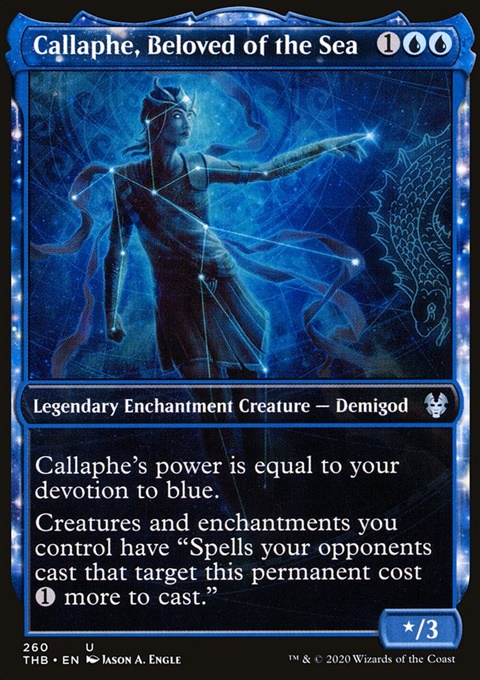 Callaphe, Beloved of the Sea 1
Legendary Enchantment Creature — Demigod
Callaphe's power is equal to your
devotion to blue.
Creatures and enchantments you
control have “Spells your opponents
cast that target this permanent cost
1 more to cast.”
★/3
260 U
THB • EN Jason A. Engle
™ & © 2020 Wizards of the Coast